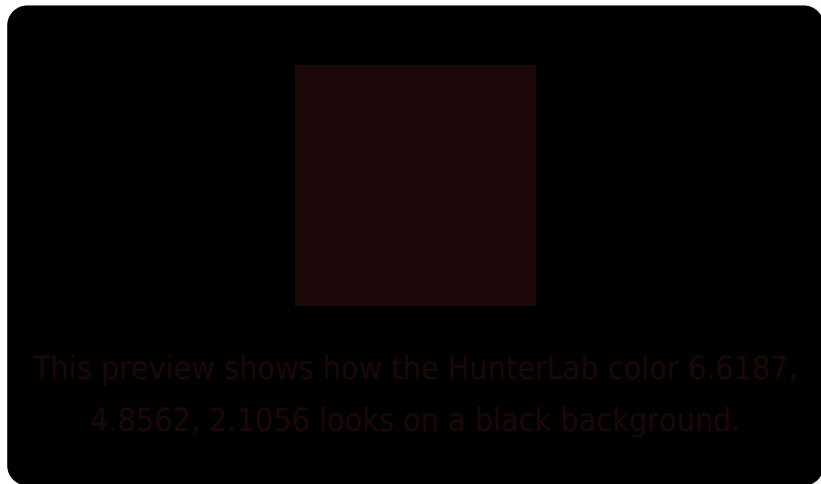 This preview shows how the HunterLab color 6.6187,
4.8562, 2.1056 looks on a black background.